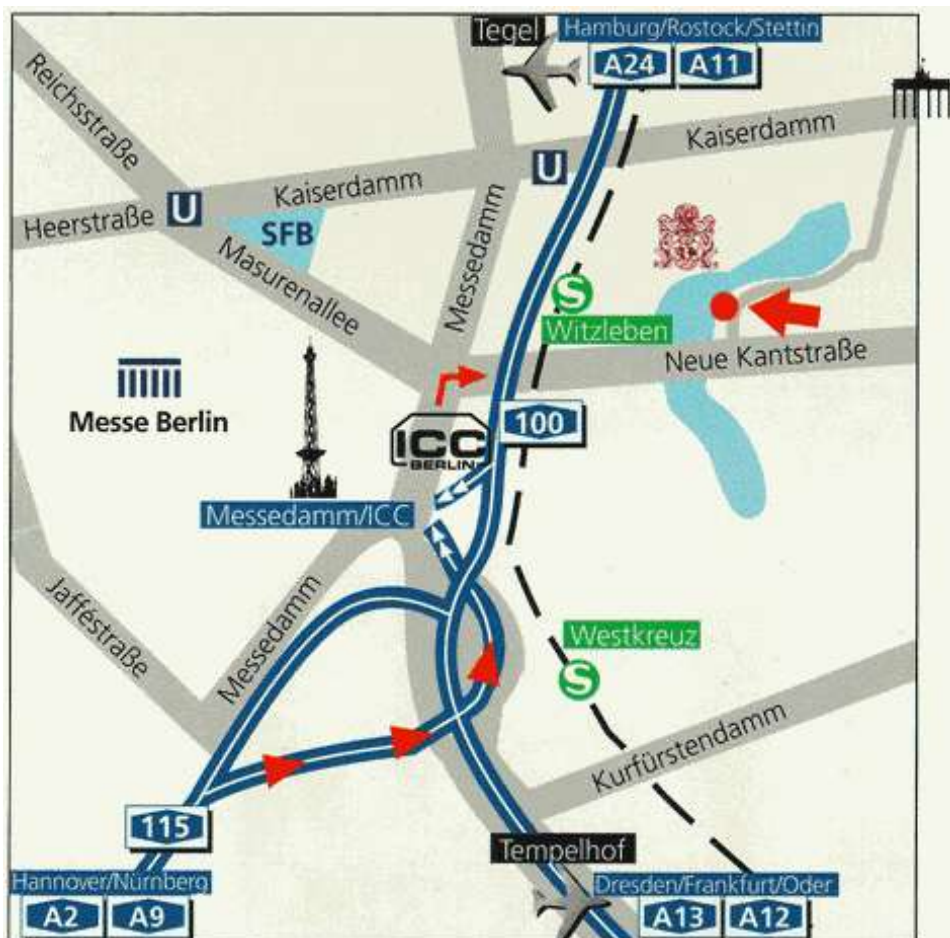 Tegel
Hamburg/Rostock/Stettin
A24 A11
Reichsstraße
Kaiserdamm
Kaiserdamm
U
U
Heerstraße
SFB
Masurenallee
Messedamm
S
Witzleben
Neue Kantstraße
Messe Berlin
100
ICC
BERLIN
Messedamm/ICC
Jafféstraße
Messedamm
Westkreuz
S
Kurfürstendamm
115
Tempelhof
Hannover/Nürnberg
A2 A9
Dresden/Frankfurt/Oder
A13 A12